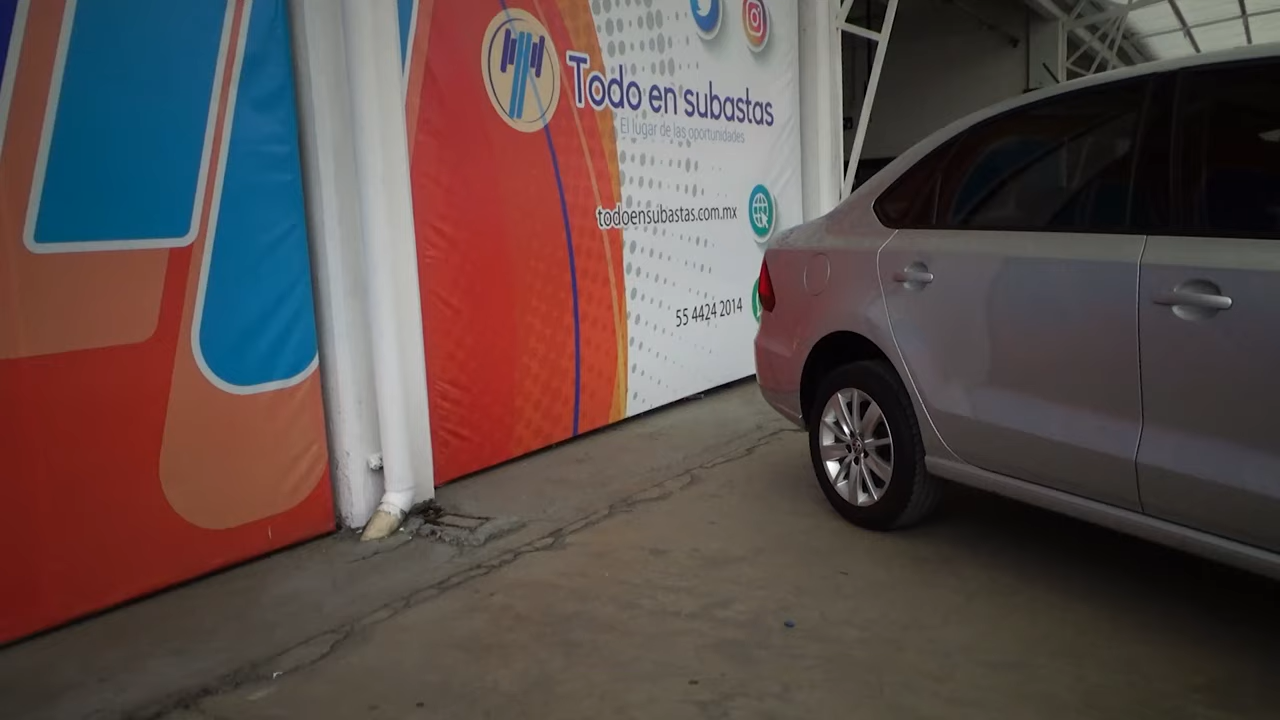 Todo en subastas
El lugar de las oportunidades
todoensubastas.com.mx
55 4424 2014